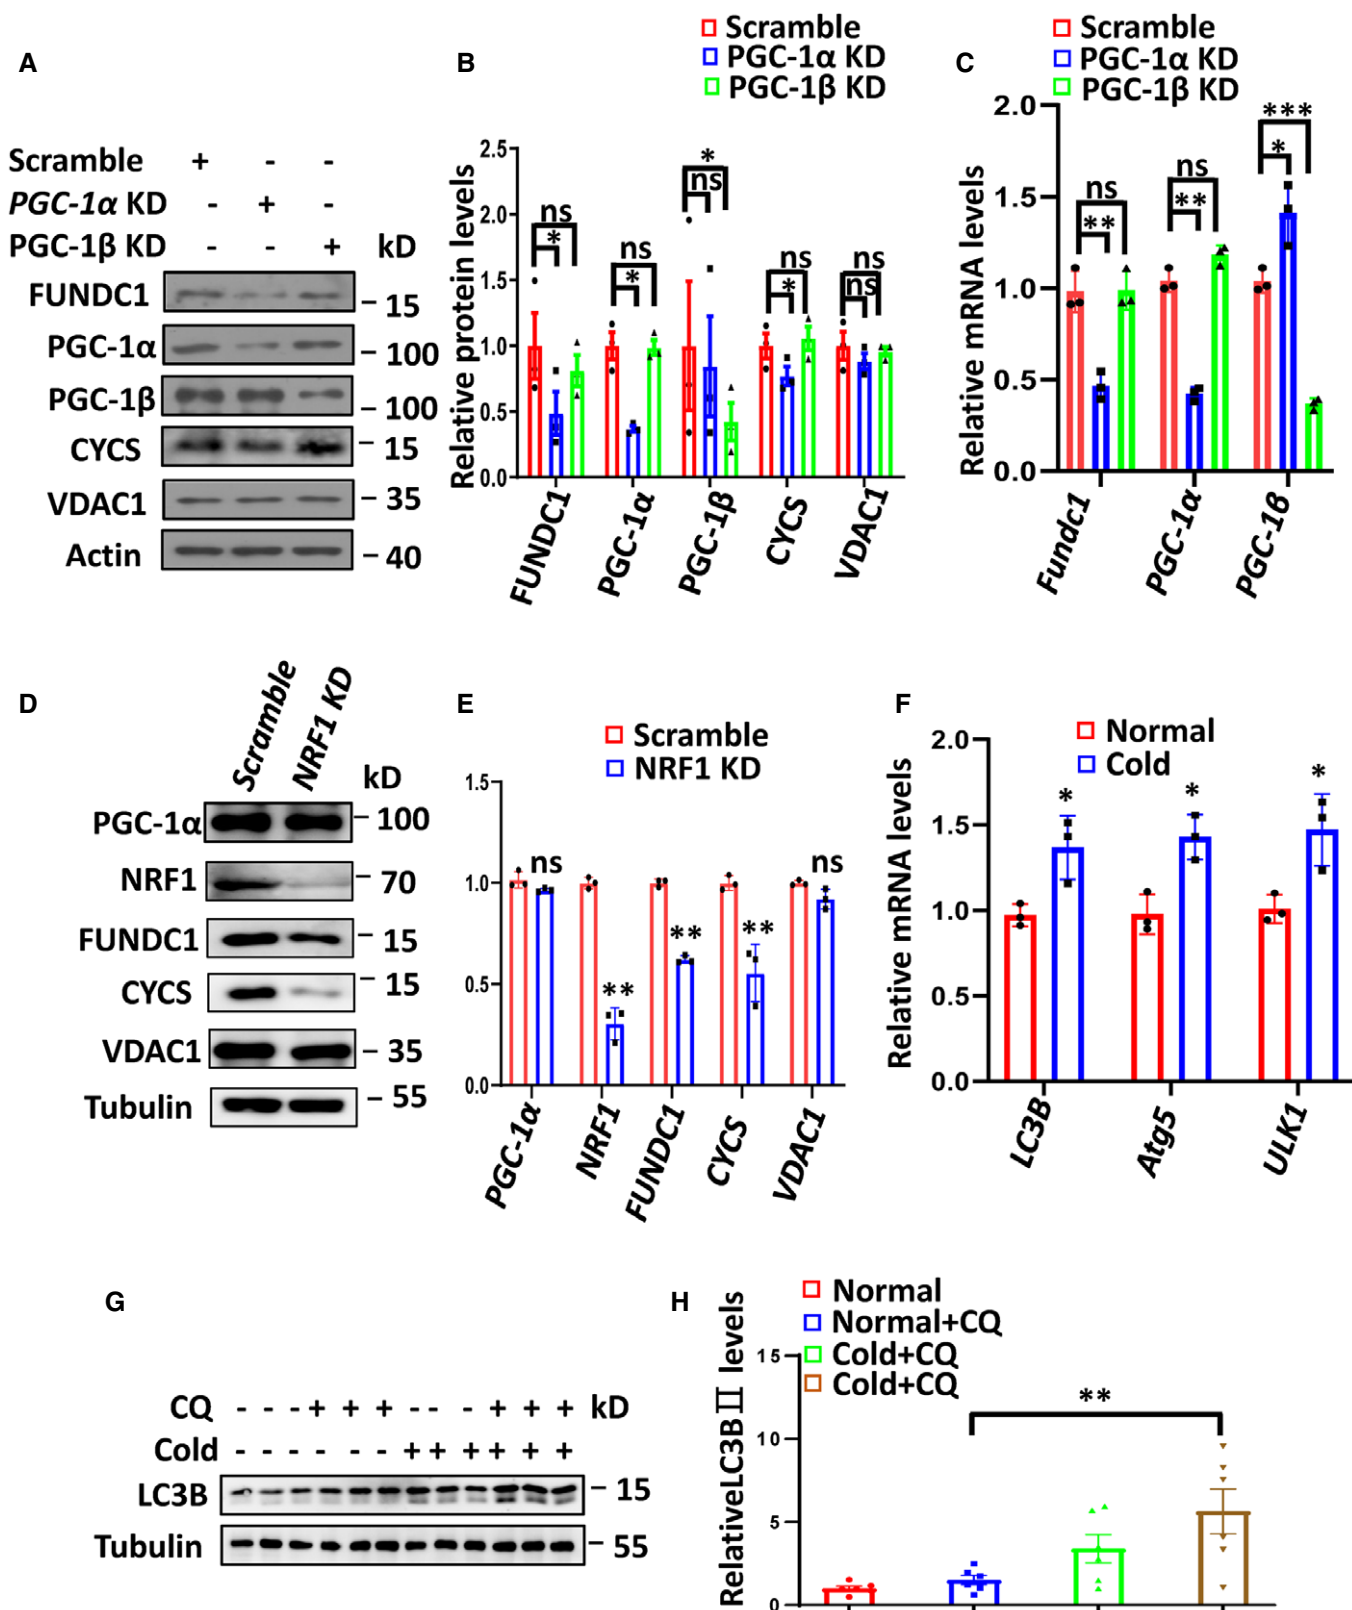 A
Scramble + - -
PGC-1α KD - + -
PGC-1β KD - - + kD
FUNDC1 – 15
PGC-1α – 100
PGC-1β – 100
CYCS – 15
VDAC1 – 35
Actin – 40
B
Scramble
PGC-1α KD
PGC-1β KD
Relative protein levels
2.5
2.0
1.5
1.0
0.5
0.0
ns
*
ns
*
*
ns
ns
*
ns
ns
FUNDC1
PGC-1α
PGC-1β
CYCS
VDAC1
C
Scramble
PGC-1α KD
PGC-1β KD
Relative mRNA levels
2.0
1.5
1.0
0.5
0.0
ns
**
ns
**
***
*
Fundc1
PGC-1α
PGC-1β
D
Scramble
NRF1 KD
kD
PGC-1α – 100
NRF1 – 70
FUNDC1 – 15
CYCS – 15
VDAC1 – 35
Tubulin – 55
E
Scramble
NRF1 KD
1.5
1.0
0.5
0.0
ns
**
**
**
ns
PGC-1α
NRF1
FUNDC1
CYCS
VDAC1
F
Normal
Cold
Relative mRNA levels
2.0
1.5
1.0
0.5
0.0
*
*
*
LC3B
Atg5
ULK1
G
CQ - - - + + + - - - + + + kD
Cold - - - - - - + + + + + +
LC3B – 15
Tubulin – 55
H
Normal
Normal+CQ
Cold+CQ
Cold+CQ
RelativeLC3BII levels
15
10
5
0
**